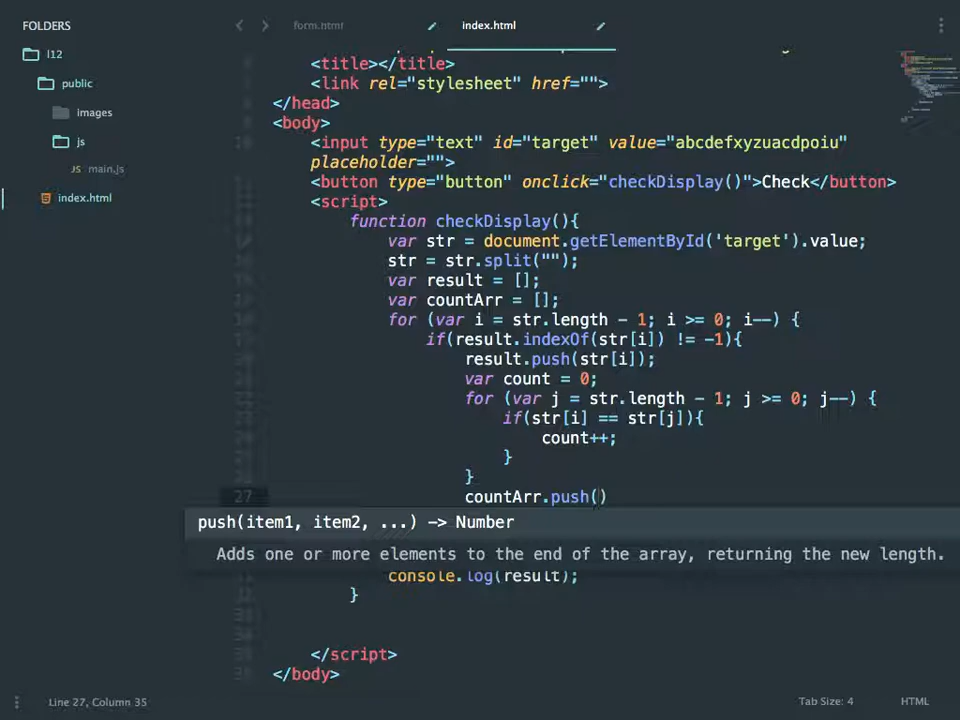 FOLDERS
l12
public
images
js
JS main.js
index.html
form.html
index.html
<title></title>
<link rel="stylesheet" href="">
</head>
<body>
<input type="text" id="target" value="abcdefxyzuacdpoiu"
placeholder="">
<button type="button" onclick="checkDisplay()">Check</button>
<script>
function checkDisplay(){
var str = document.getElementById('target').value;
str = str.split("");
var result = [];
var countArr = [];
for (var i = str.length - 1; i >= 0; i--) {
if(result.indexOf(str[i]) != -1){
result.push(str[i]);
var count = 0;
for (var j = str.length - 1; j >= 0; j--) {
if(str[i] == str[j]){
count++;
}
}
27 countArr.push()
push(item1, item2, ...) -> Number
Adds one or more elements to the end of the array, returning the new length.
console.log(result);
}
</script>
</body>
Line 27, Column 35
Tab Size: 4
HTML